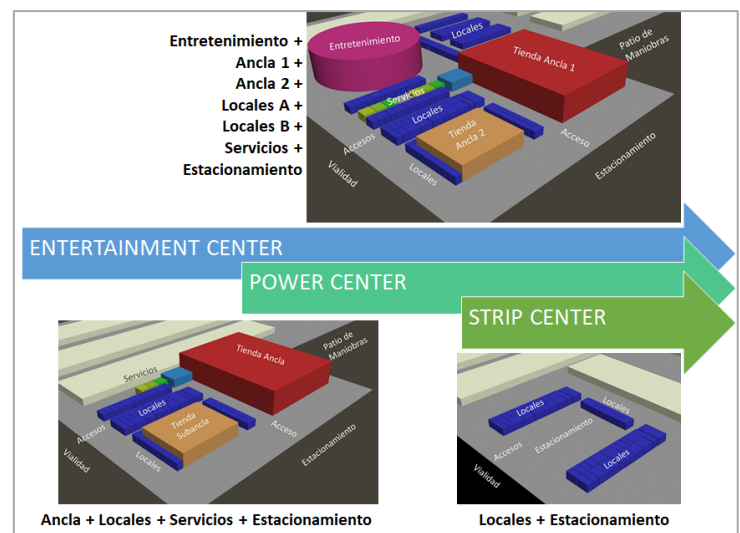 Entretenimiento +
Ancla 1 +
Ancla 2 +
Locales A +
Locales B +
Servicios +
Estacionamiento
Entretenimiento
Locales
Tienda Ancla 1
Patio de
Maniobras
Servicios
Locales
Tienda
Ancla 2
Accesos
Locales
Vialidad
Acceso
Estacionamiento
ENTERTAINMENT CENTER
POWER CENTER
STRIP CENTER
Servicios
Tienda Ancla
Patio de
Maniobras
Locales
Tienda
Subancla
Accesos
Locales
Vialidad
Acceso
Estacionamiento
Ancla + Locales + Servicios + Estacionamiento
Locales
Locales
Accesos
Estacionamiento
Locales
Vialidad
Locales + Estacionamiento